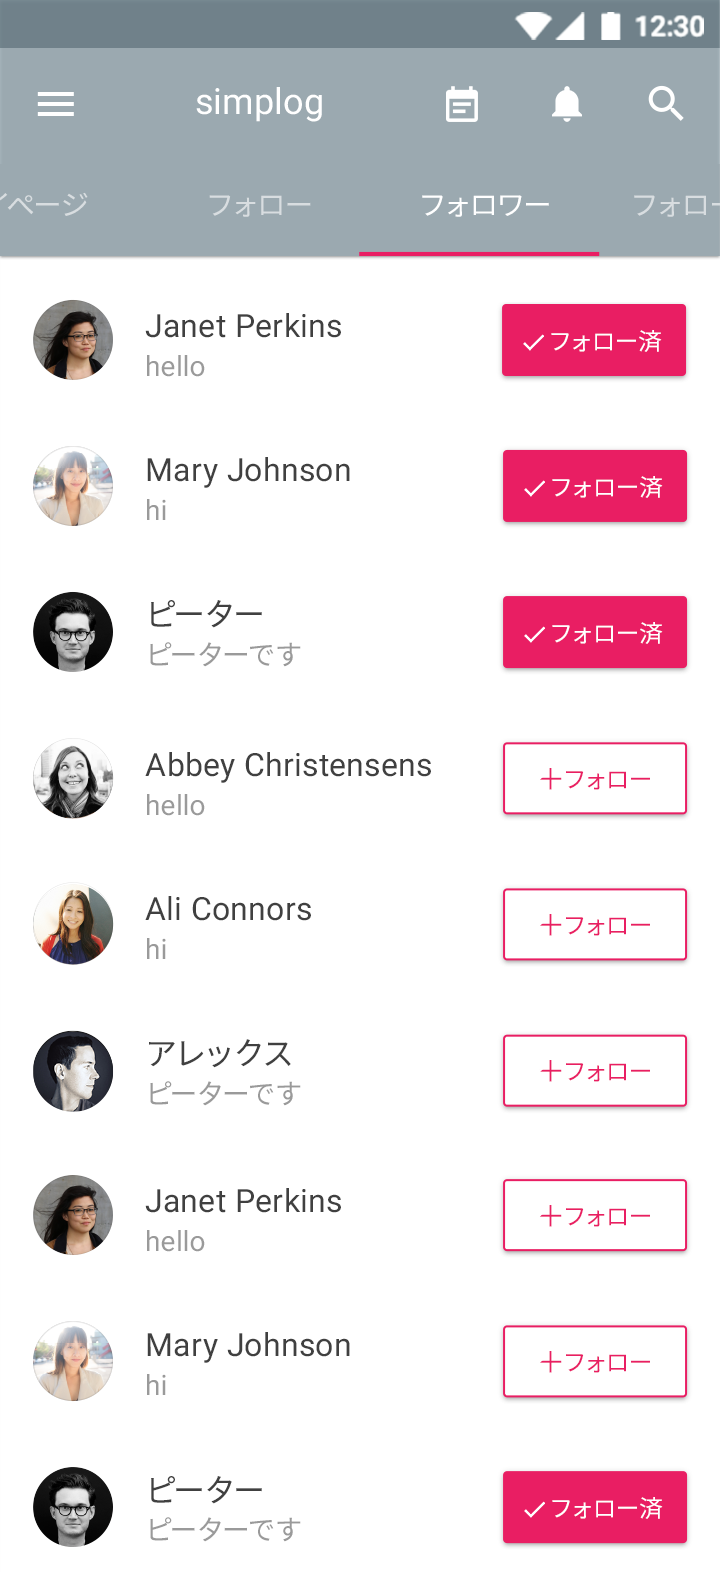 12:30
simplog
イページ フォロー フォロワー フォロー
Janet Perkins
hello
✓フォロー済
Mary Johnson
hi
✓フォロー済
ピーター
ピーターです
✓フォロー済
Abbey Christensens
hello
+フォロー
Ali Connors
hi
+フォロー
アレックス
ピーターです
+フォロー
Janet Perkins
hello
+フォロー
Mary Johnson
hi
+フォロー
ピーター
ピーターです
✓フォロー済